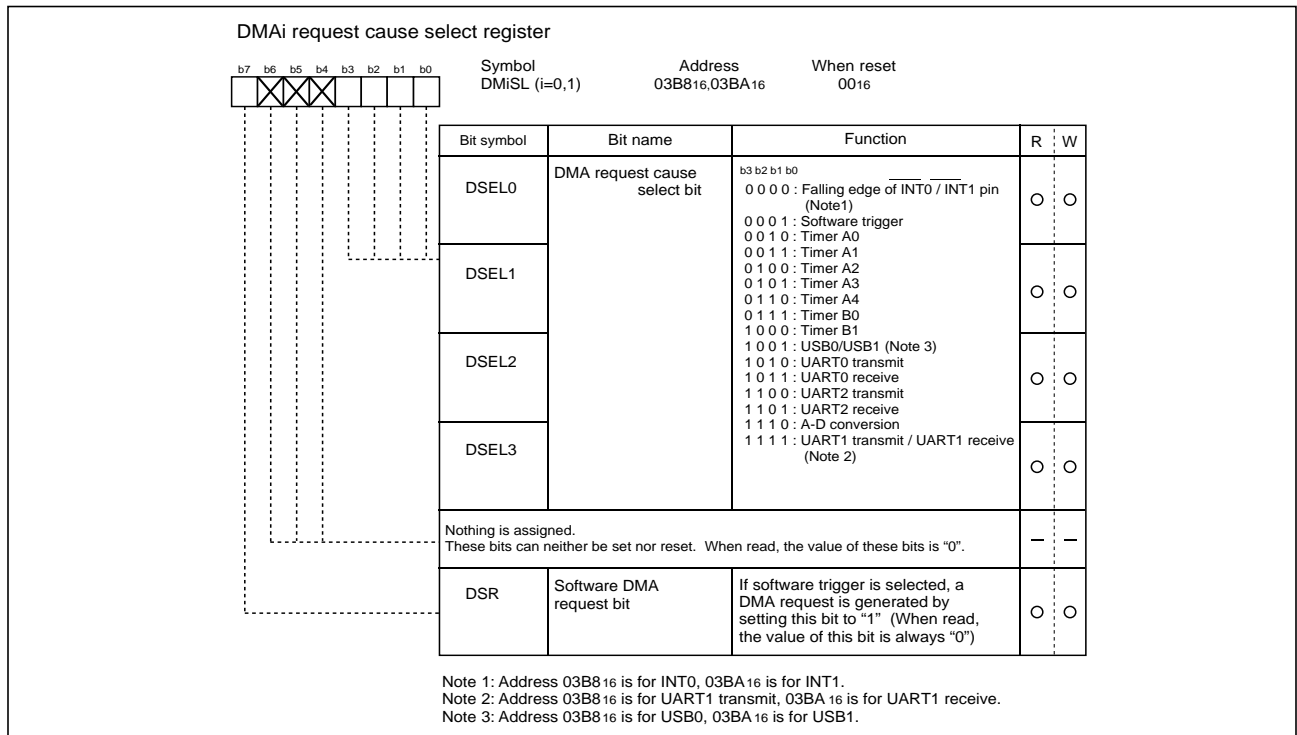 DMAi request cause select register
b7 b6 b5 b4 b3 b2 b1 b0
Symbol Address When reset
DMiSL (i=0,1) 03B816,03BA16 0016
Bit symbol Bit name Function R W
DSEL0
DMA request cause
select bit
b3 b2 b1 b0
0 0 0 0 : Falling edge of INT0 / INT1 pin
(Note1)
0 0 0 1 : Software trigger
0 0 1 0 : Timer A0
0 0 1 1 : Timer A1
0 1 0 0 : Timer A2
0 1 0 1 : Timer A3
0 1 1 0 : Timer A4
0 1 1 1 : Timer B0
1 0 0 0 : Timer B1
1 0 0 1 : USB0/USB1 (Note 3)
1 0 1 0 : UART0 transmit
1 0 1 1 : UART0 receive
1 1 0 0 : UART2 transmit
1 1 0 1 : UART2 receive
1 1 1 0 : A-D conversion
1 1 1 1 : UART1 transmit / UART1 receive
(Note 2)
DSEL1
DSEL2
DSEL3
Nothing is assigned.
These bits can neither be set nor reset. When read, the value of these bits is “0”.
DSR
Software DMA
request bit
If software trigger is selected, a
DMA request is generated by
setting this bit to “1” (When read,
the value of this bit is always “0”)
Note 1: Address 03B816 is for INT0, 03BA16 is for INT1.
Note 2: Address 03B816 is for UART1 transmit, 03BA 16 is for UART1 receive.
Note 3: Address 03B816 is for USB0, 03BA 16 is for USB1.